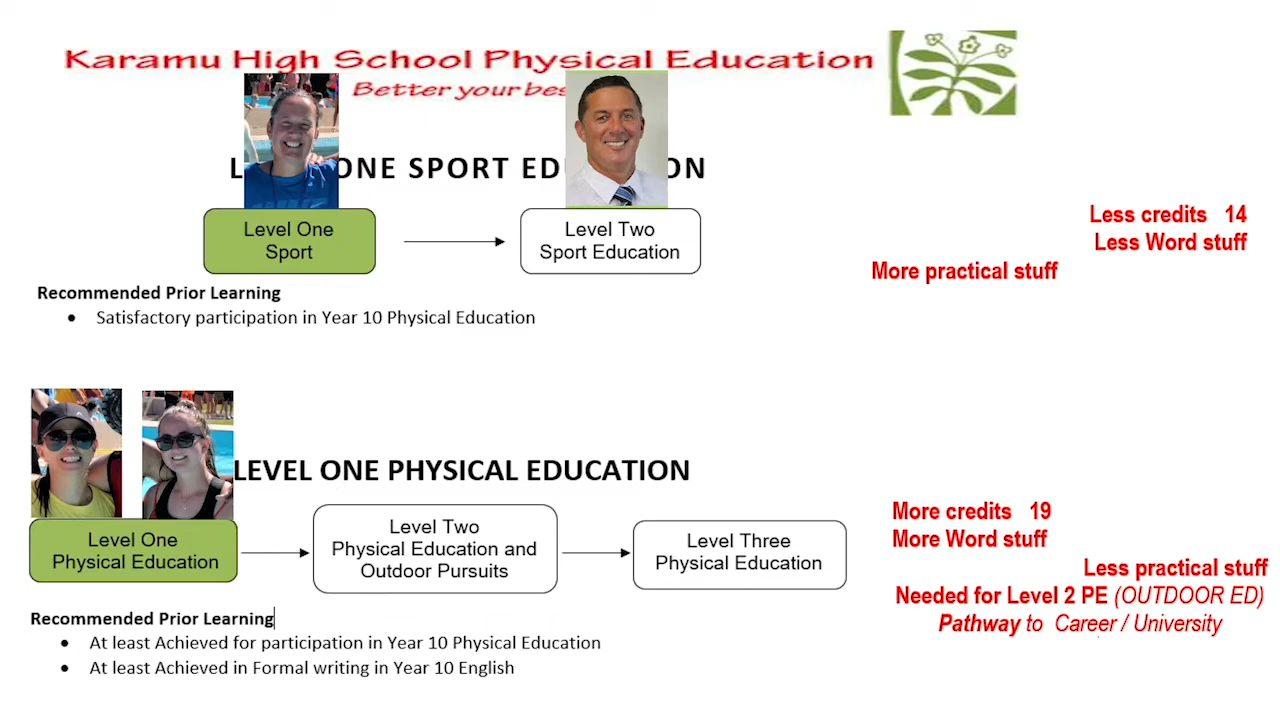 Karamu High School Physical Education
Better your bes
L ONE SPORT ED ON
Level One
Sport
Level Two
Sport Education
Less credits 14
Less Word stuff
More practical stuff
Recommended Prior Learning
• Satisfactory participation in Year 10 Physical Education
LEVEL ONE PHYSICAL EDUCATION
Level One
Physical Education
Level Two
Physical Education and
Outdoor Pursuits
Level Three
Physical Education
More credits 19
More Word stuff
Less practical stuff
Needed for Level 2 PE (OUTDOOR ED)
Pathway to Career / University
Recommended Prior Learning
• At least Achieved for participation in Year 10 Physical Education
• At least Achieved in Formal writing in Year 10 English